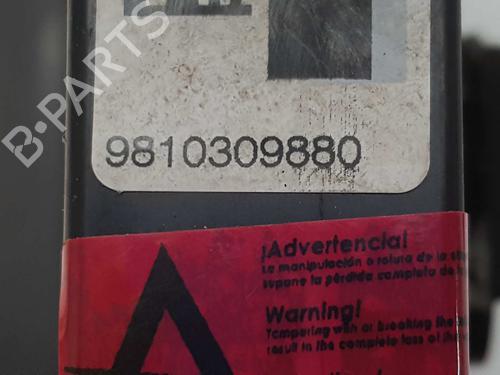 B-PARTS
9810309880
¡Advertencia!
La manipulación o rotura de la
supone la pérdida completa de
Warning!
Tampering with or breaking the
result in the complete loss of the